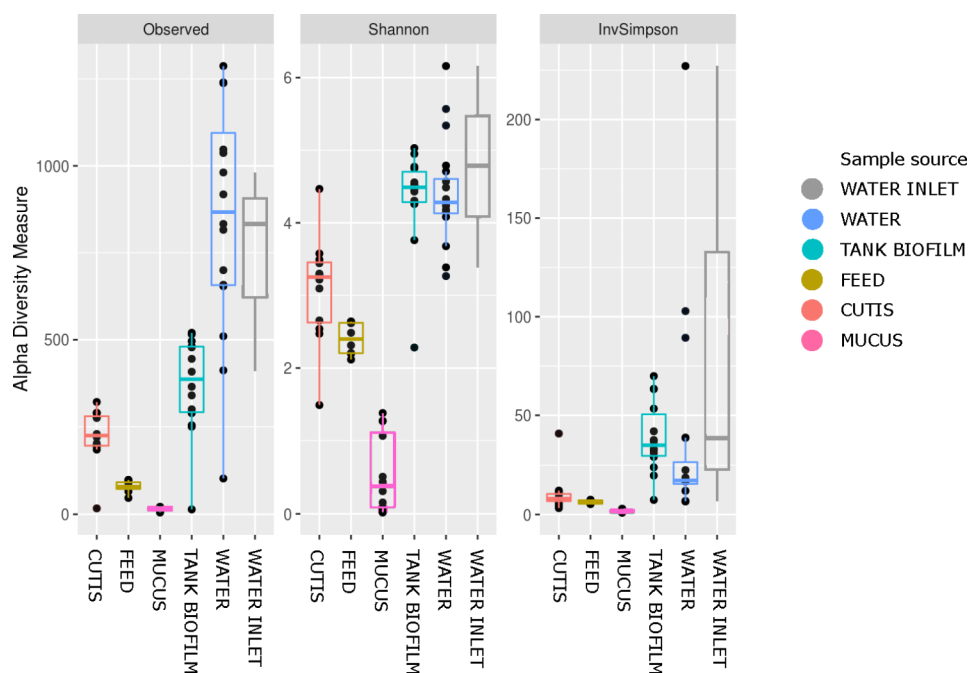 Observed
Shannon
InvSimpson
Alpha Diversity Measure
1000
500
0
6
4
2
0
200
150
100
50
0
CUTIS
FEED
MUCUS
TANK BIOFILM
WATER
WATER INLET
CUTIS
FEED
MUCUS
TANK BIOFILM
WATER
WATER INLET
CUTIS
FEED
MUCUS
TANK BIOFILM
WATER
WATER INLET
Sample source
WATER INLET
WATER
TANK BIOFILM
FEED
CUTIS
MUCUS